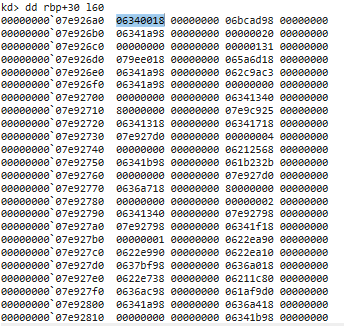 kd> dd rbp+30 l60
00000000`07e926a0  06340018 00000000 06bcad98 00000000
00000000`07e926b0  06341a98 00000000 00000020 00000000
00000000`07e926c0  00000000 00000000 00000131 00000000
00000000`07e926d0  079ee018 00000000 065a6d18 00000000
00000000`07e926e0  06341a98 00000000 062c9ac3 00000000
00000000`07e926f0  06341a98 00000000 00000000 00000000
00000000`07e92700  00000000 00000000 06341340 00000000
00000000`07e92710  80000000 00000000 07e9c925 00000000
00000000`07e92720  06341318 00000000 06341718 00000000
00000000`07e92730  07e927d0 00000000 00000004 00000000
00000000`07e92740  00000000 00000000 06212568 00000000
00000000`07e92750  06341b98 00000000 061b232b 00000000
00000000`07e92760  00000000 00000000 07e927d0 00000000
00000000`07e92770  0636a718 00000000 80000000 00000000
00000000`07e92780  00000000 00000000 00000002 00000000
00000000`07e92790  06341340 00000000 07e92798 00000000
00000000`07e927a0  07e92798 00000000 06341f18 00000000
00000000`07e927b0  00000001 00000000 0622ea90 00000000
00000000`07e927c0  0622e990 00000000 0622ea10 00000000
00000000`07e927d0  0637bf98 00000000 0636a018 00000000
00000000`07e927e0  0622e738 00000000 06211c80 00000000
00000000`07e927f0  0636ac98 00000000 061af9d0 00000000
00000000`07e92800  06341a98 00000000 0636a418 00000000
00000000`07e92810  00000000 00000000 06341b98 00000000